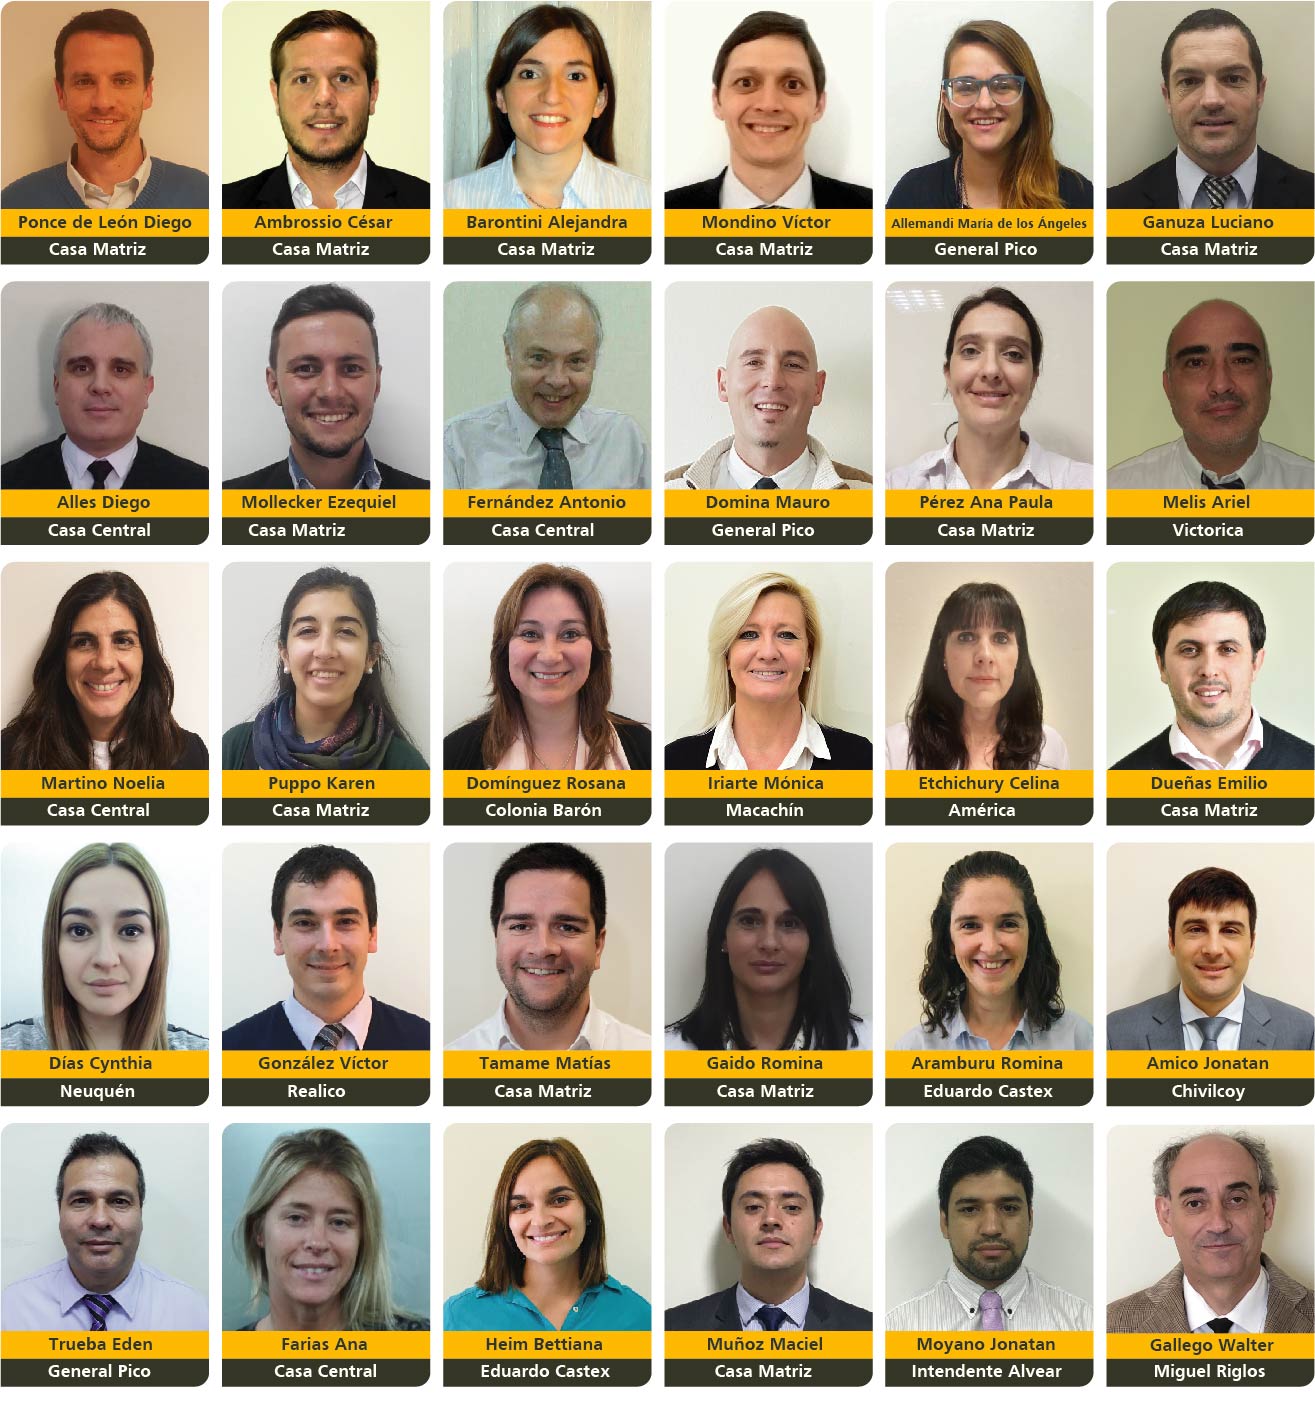 Ponce de León Diego
Casa Matriz
Ambrossio César
Casa Matriz
Barontini Alejandra
Casa Matriz
Mondino Víctor
Casa Matriz
Allemandi María de los Ángeles
General Pico
Ganuza Luciano
Casa Matriz
Alles Diego
Casa Central
Mollecker Ezequiel
Casa Matriz
Fernández Antonio
Casa Central
Domina Mauro
General Pico
Pérez Ana Paula
Casa Matriz
Melis Ariel
Victorica
Martino Noelia
Casa Central
Puppo Karen
Casa Matriz
Domínguez Rosana
Colonia Barón
Iriarte Mónica
Macachín
Etchichury Celina
América
Dueñas Emilio
Casa Matriz
Días Cynthia
Neuquén
González Víctor
Realico
Tamame Matías
Casa Matriz
Gaido Romina
Casa Matriz
Aramburu Romina
Eduardo Castex
Amico Jonatan
Chivilcoy
Trueba Eden
General Pico
Farias Ana
Casa Central
Heim Bettiana
Eduardo Castex
Muñoz Maciel
Casa Matriz
Moyano Jonatan
Intendente Alvear
Gallego Walter
Miguel Riglos